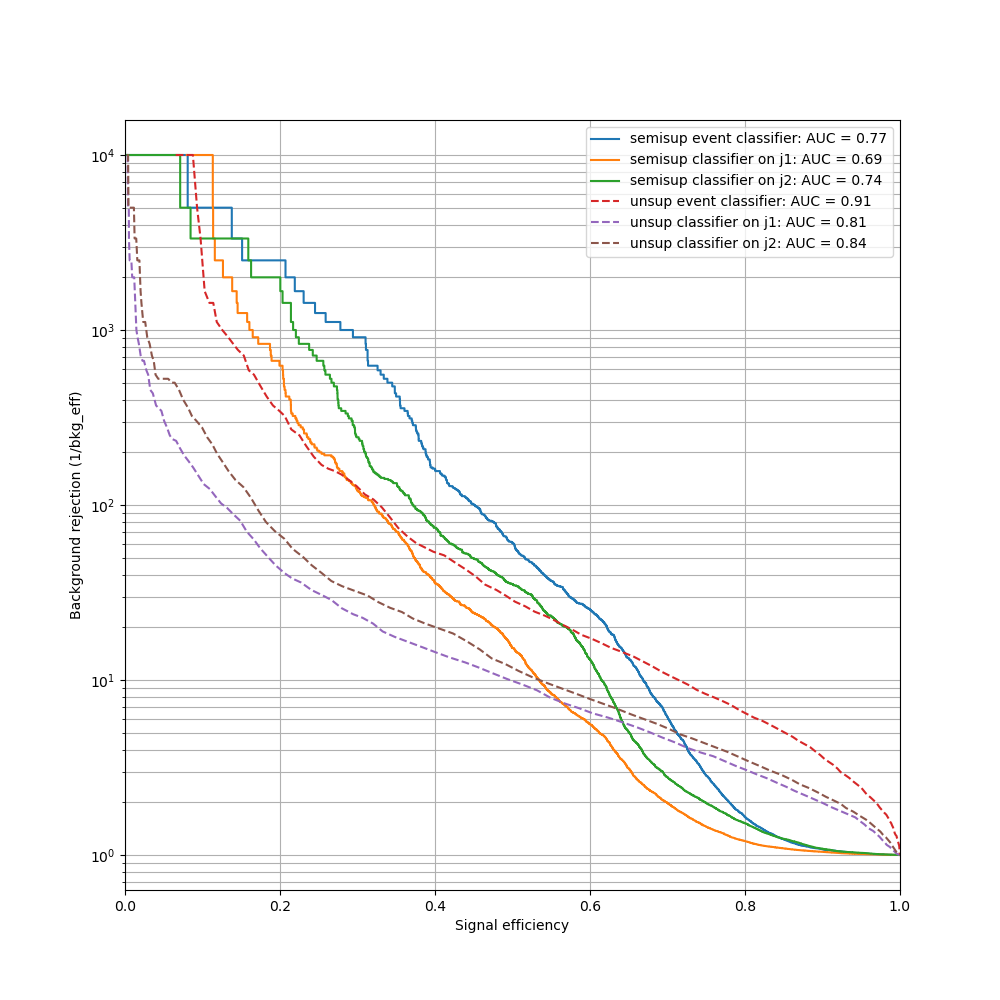 semisup event classifier: AUC = 0.77
semisup classifier on j1: AUC = 0.69
semisup classifier on j2: AUC = 0.74
unsup event classifier: AUC = 0.91
unsup classifier on j1: AUC = 0.81
unsup classifier on j2: AUC = 0.84
Background rejection (1/bkg_eff)
10⁴
10³
10²
10¹
10⁰
0.0 0.2 0.4 0.6 0.8 1.0
Signal efficiency